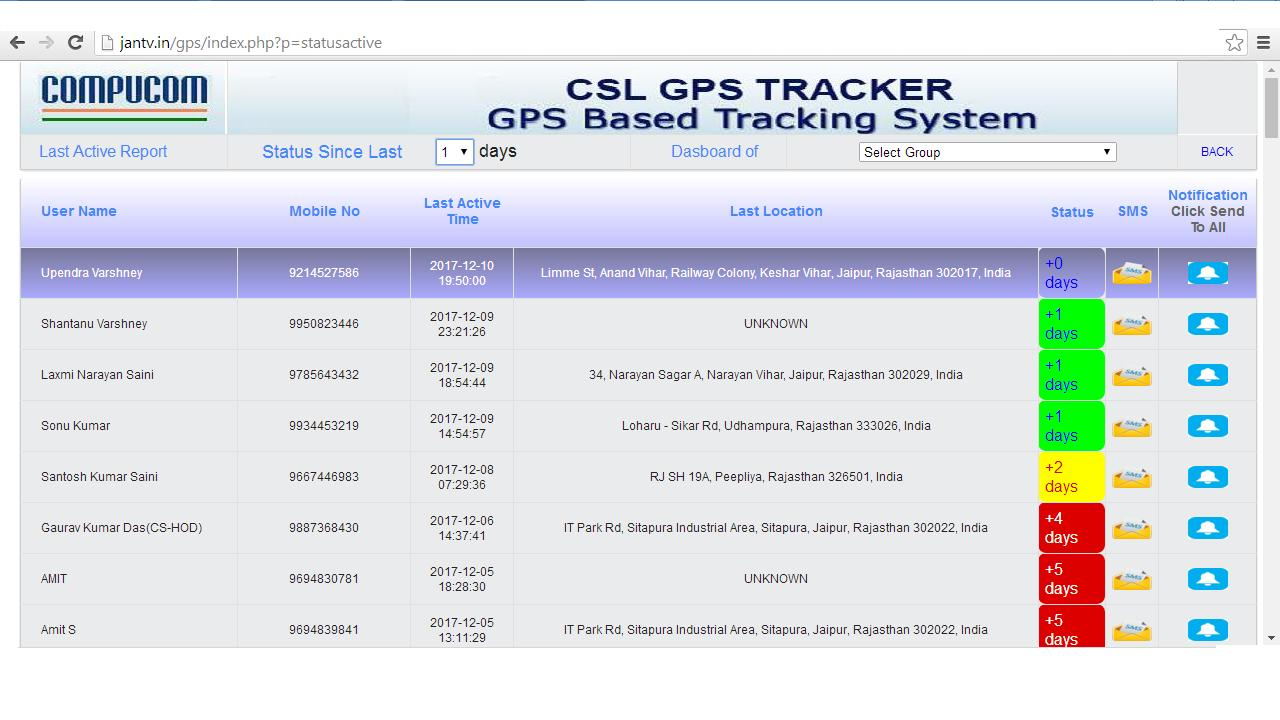 jantv.in/gps/index.php?p=statusactive
COMPUCOM
CSL GPS TRACKER
GPS Based Tracking System
Last Active Report Status Since Last 1 days Dasboard of Select Group BACK
User Name Mobile No Last Active Time Last Location Status SMS Notification Click Send To All
Upendra Varshney 9214527586 2017-12-10 19:50:00 Limme St, Anand Vihar, Railway Colony, Keshar Vihar, Jaipur, Rajasthan 302017, India +0 days SMS
Shantanu Varshney 9950823446 2017-12-09 23:21:26 UNKNOWN +1 days SMS
Laxmi Narayan Saini 9785643432 2017-12-09 18:54:44 34, Narayan Sagar A, Narayan Vihar, Jaipur, Rajasthan 302029, India +1 days SMS
Sonu Kumar 9934453213 2017-12-09 14:54:57 Loharu - Sikar Rd, Udhampura, Rajasthan 333026, India +1 days SMS
Santosh Kumar Saini 9667446983 2017-12-08 07:29:36 RJ SH 19A, Peepliya, Rajasthan 326501, India +2 days SMS
Gaurav Kumar Das(CS-HOD) 9887368442 2017-12-06 14:37:41 IT Park Rd, Sitapura Industrial Area, Sitapura, Jaipur, Rajasthan 302022, India +4 days SMS
AMIT 9694830781 2017-12-05 18:28:30 UNKNOWN +5 days SMS
Amit S 9694839841 2017-12-05 13:11:29 IT Park Rd, Sitapura Industrial Area, Sitapura, Jaipur, Rajasthan 302022, India +5 days SMS